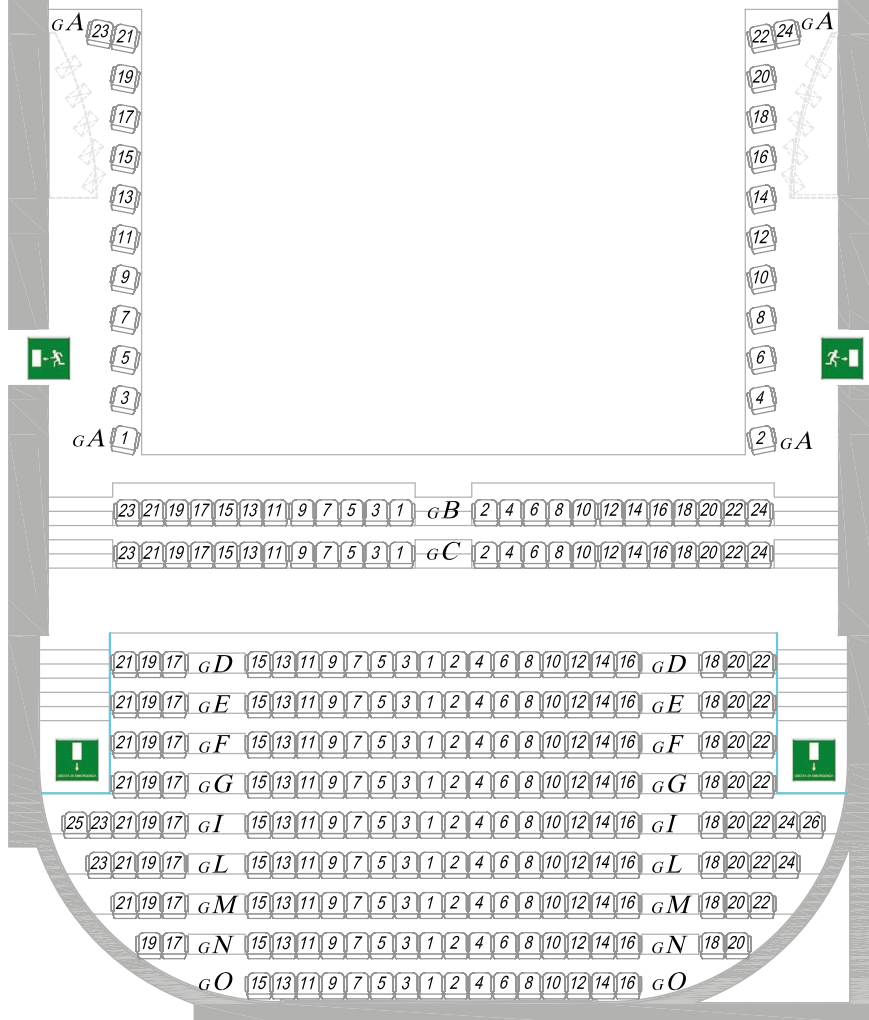 GA 23 21 22 24 GA
19 20
17 18
15 16
13 14
11 12
9 10
7 8
5 6
3 4
GA 1 2 GA
23 21 19 17 15 13 11 9 7 5 3 1 GB 2 4 6 8 10 12 14 16 18 20 22 24
23 21 19 17 15 13 11 9 7 5 3 1 GC 2 4 6 8 10 12 14 16 18 20 22 24
21 19 17 GD 15 13 11 9 7 5 3 1 2 4 6 8 10 12 14 16 GD 18 20 22
21 19 17 GE 15 13 11 9 7 5 3 1 2 4 6 8 10 12 14 16 GE 18 20 22
21 19 17 GF 15 13 11 9 7 5 3 1 2 4 6 8 10 12 14 16 GF 18 20 22
21 19 17 GG 15 13 11 9 7 5 3 1 2 4 6 8 10 12 14 16 GG 18 20 22
25 23 21 19 17 GI 15 13 11 9 7 5 3 1 2 4 6 8 10 12 14 16 GI 18 20 22 24 26
23 21 19 17 GL 15 13 11 9 7 5 3 1 2 4 6 8 10 12 14 16 GL 18 20 22 24
21 19 17 GM 15 13 11 9 7 5 3 1 2 4 6 8 10 12 14 16 GM 18 20 22
19 17 GN 15 13 11 9 7 5 3 1 2 4 6 8 10 12 14 16 GN 18 20
GO 15 13 11 9 7 5 3 1 2 4 6 8 10 12 14 16 GO